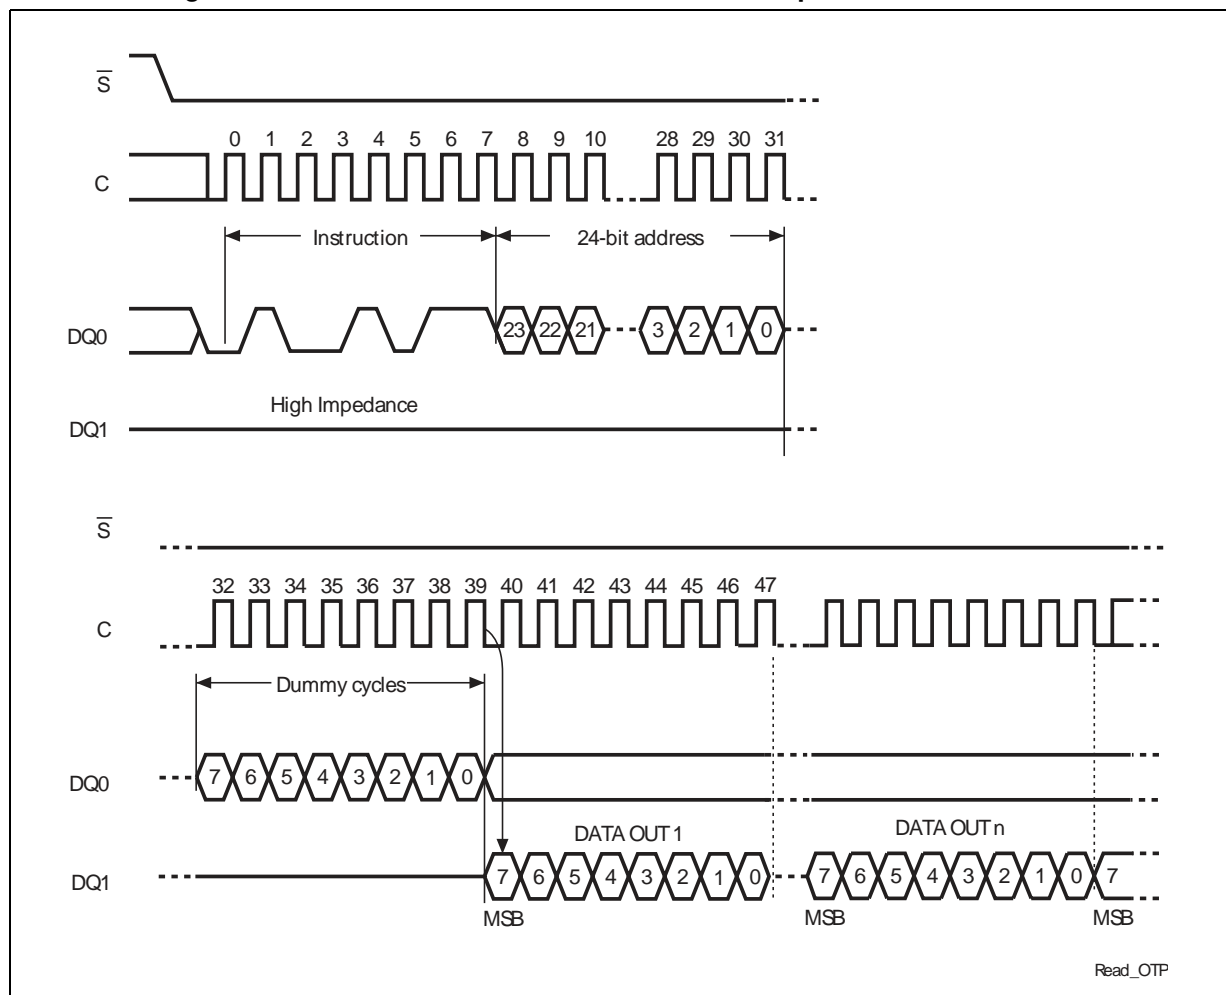 S
0 1 2 3 4 5 6 7 8 9 10 28 29 30 31
C
Instruction 24-bit address
DQ0 23 22 21 3 2 1 0
High Impedance
DQ1
S
32 33 34 35 36 37 38 39 40 41 42 43 44 45 46 47
C
Dummy cycles
DQ0 7 6 5 4 3 2 1 0
DATA OUT 1 DATA OUT n
DQ1 7 6 5 4 3 2 1 0 7 6 5 4 3 2 1 0 7
MSB MSB MSB
Read_OTP